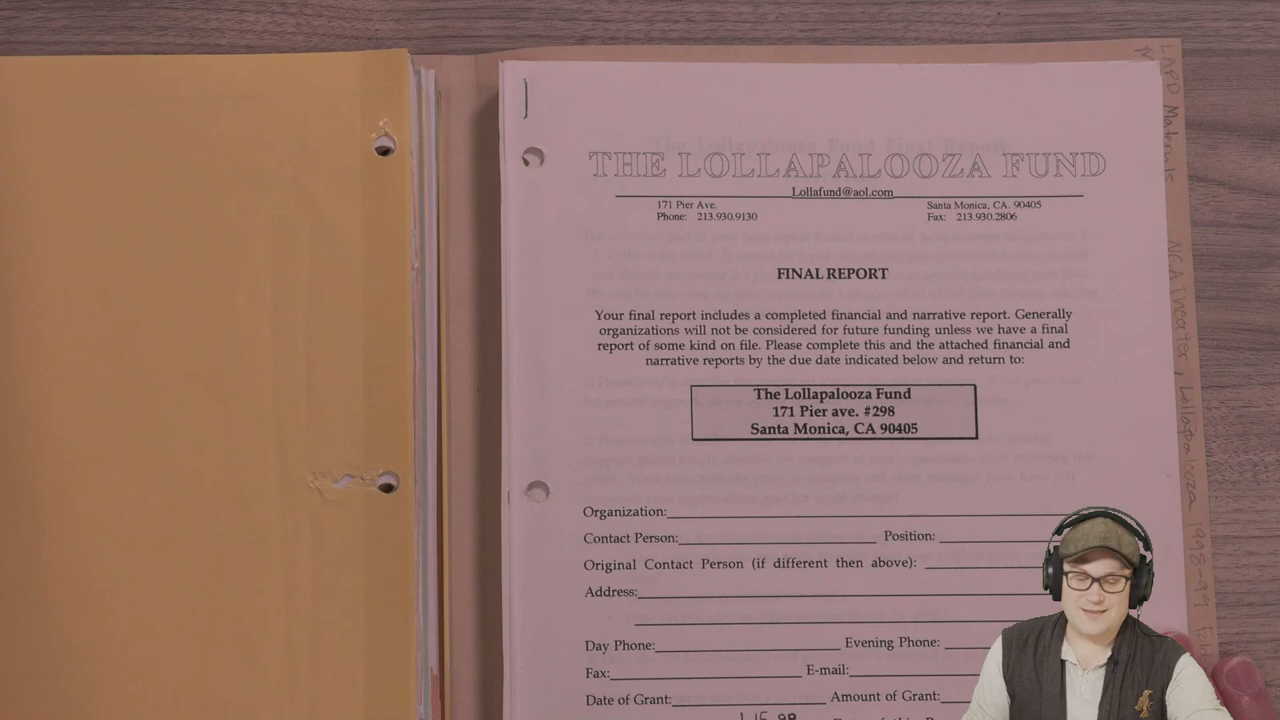 THE LOLLAPALOOZA FUND
Lollafund@aol.com
171 Pier Ave. Santa Monica, CA. 90405
Phone: 213.930.9130 Fax: 213.930.2806
FINAL REPORT
Your final report includes a completed financial and narrative report. Generally
organizations will not be considered for future funding unless we have a final
report of some kind on file. Please complete this and the attached financial and
narrative reports by the due date indicated below and return to:
The Lollapalooza Fund
171 Pier ave. #298
Santa Monica, CA 90405
Organization:
Contact Person: Position:
Original Contact Person (if different then above):
Address:
Day Phone: Evening Phone:
Fax: E-mail:
Date of Grant: Amount of Grant:
LAPD Materials NCA Theater, Lollapalooza 1998-99